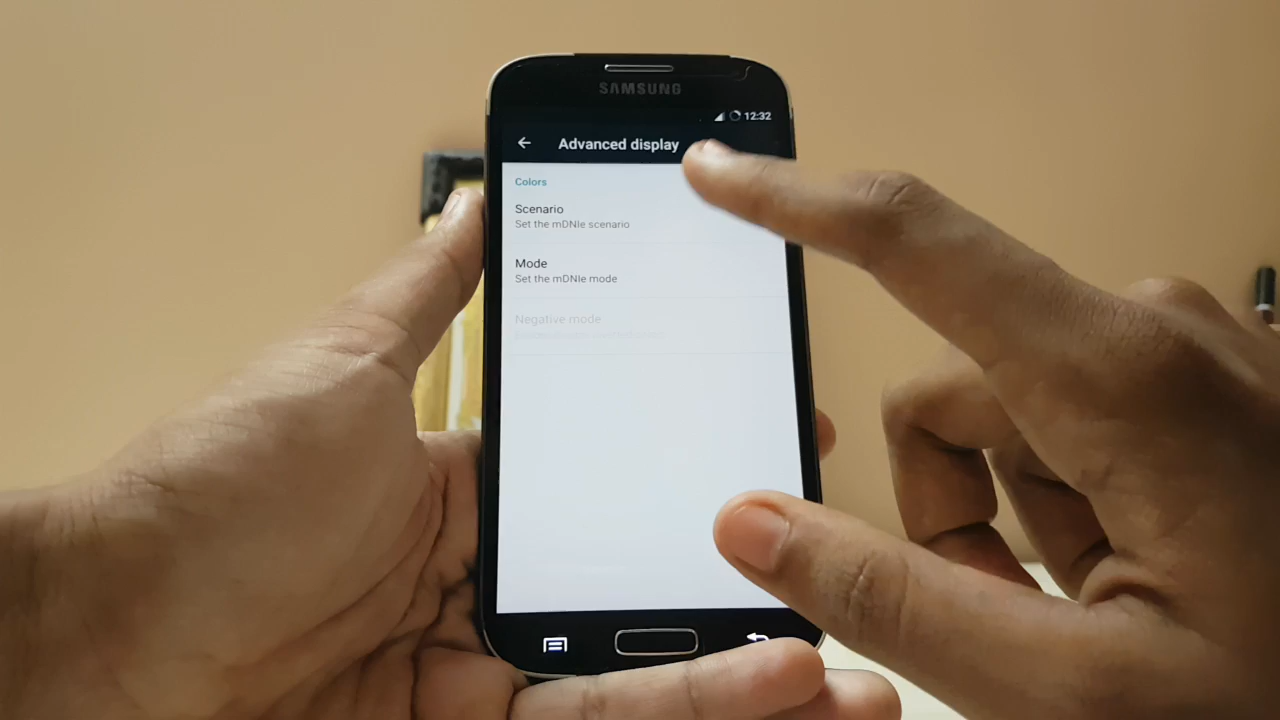 SAMSUNG
12:32
Advanced display
Colors
Scenario
Set the mDNIe scenario
Mode
Set the mDNIe mode
Negative mode